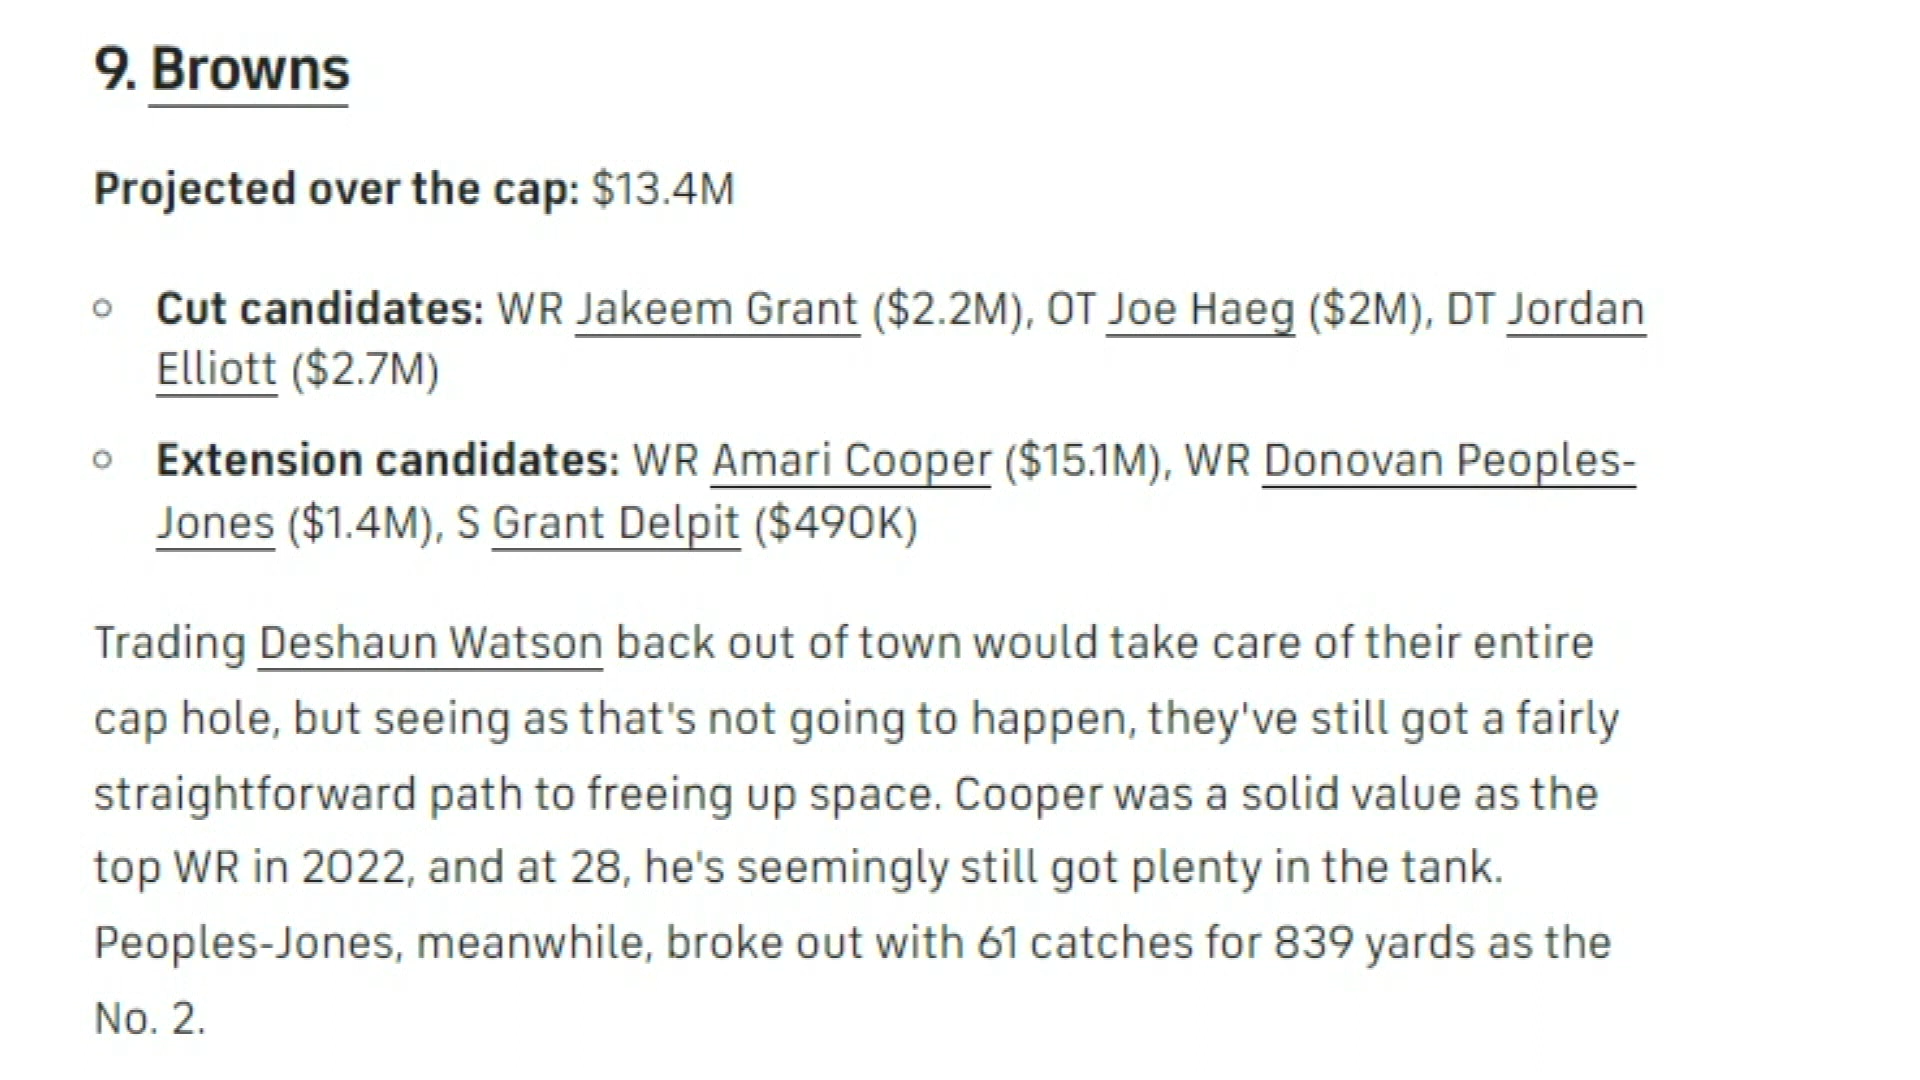 9. Browns
Projected over the cap: $13.4M
Cut candidates: WR Jakeem Grant ($2.2M), OT Joe Haeg ($2M), DT Jordan
Elliott ($2.7M)
Extension candidates: WR Amari Cooper ($15.1M), WR Donovan Peoples-
Jones ($1.4M), S Grant Delpit ($490K)
Trading Deshaun Watson back out of town would take care of their entire
cap hole, but seeing as that's not going to happen, they've still got a fairly
straightforward path to freeing up space. Cooper was a solid value as the
top WR in 2022, and at 28, he's seemingly still got plenty in the tank.
Peoples-Jones, meanwhile, broke out with 61 catches for 839 yards as the
No. 2.